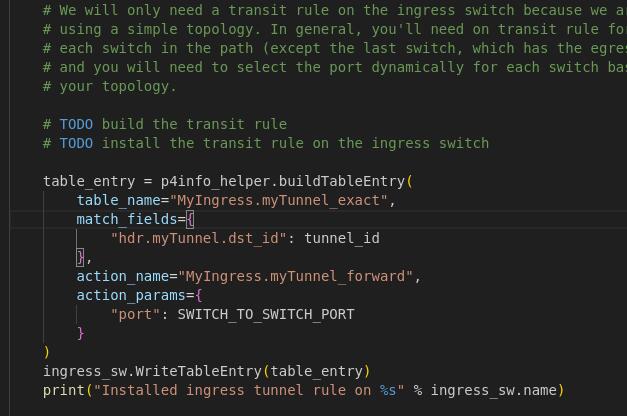 # We will only need a transit rule on the ingress switch because we a
# using a simple topology. In general, you'll need on transit rule fo
# each switch in the path (except the last switch, which has the egre
# and you will need to select the port dynamically for each switch ba
# your topology.
# TODO build the transit rule
# TODO install the transit rule on the ingress switch
table_entry = p4info_helper.buildTableEntry(
table_name="MyIngress.myTunnel_exact",
match_fields={
"hdr.myTunnel.dst_id": tunnel_id
},
action_name="MyIngress.myTunnel_forward",
action_params={
"port": SWITCH_TO_SWITCH_PORT
}
)
ingress_sw.WriteTableEntry(table_entry)
print("Installed ingress tunnel rule on %s" % ingress_sw.name)